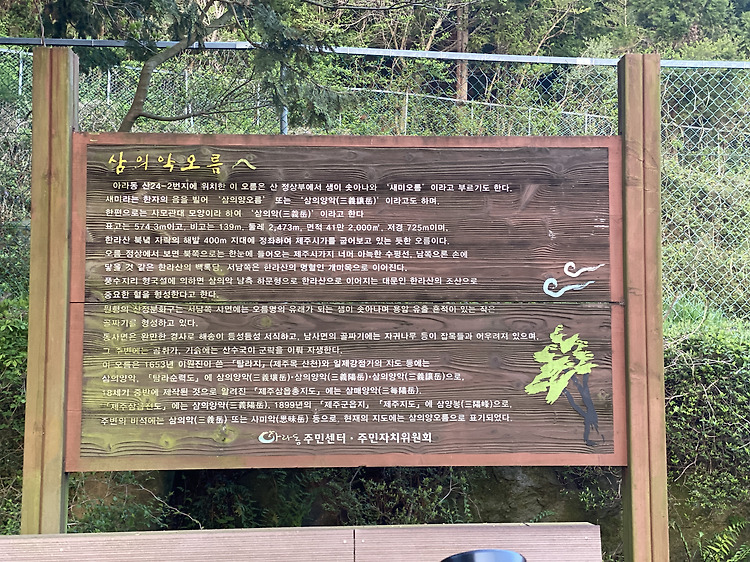 삼의악오름
아라동 산24-2번지에 위치한 이 오름은 산 정상부에서 샘이 솟아나와 '새미오름' 이라고 부르기도 한다.
새미라는 한자의 음을 빌어 '삼의양오름' 또는 '삼의양악(三義讓岳)' 이라고도 하며,
한편으로는 사모관대 모양이라 하여 '삼의악(三義岳)' 이라고 한다
표고는 574.3m이고, 비고는 139m, 둘레 2,473m, 면적 41만 2,000㎡, 저경 725m이며,
한라산 북녘 자락의 해발 400m 지대에 정좌하여 제주시가를 굽어보고 있는 듯한 오름이다.
오름 정상에서 보면 북쪽으로는 한눈에 들어오는 제주시가지 너머 아늑한 수평선, 남쪽으론 손에
닿을 것 같은 한라산의 백록담, 서남쪽은 한라산의 명혈인 개미목으로 이어진다.
풍수지리 형국설에 의하면 삼의악 남측 하문형으로 한라산으로 이어지는 대문인 한라산의 조산으로
중요한 혈을 형성한다고 한다.
원형의 산정분화구는 서남쪽 사면에는 오름명의 유래가 되는 샘이 솟아나며 용암 유출 흔적이 있는 작은
골짜기를 형성하고 있다.
동사면은 완만한 경사로 해송이 듬성듬성 서식하고, 남사면의 골짜기에는 자귀나무 등이 잡목들과 어우려져 있으며,
그 주변에는 곰취가, 기슭에는 산수국이 군락을 이뤄 자생한다.
이 오름은 1653년 이원진이 쓴 「탐라지」(제주목 산천)와 일제강점기의 지도 등에는
삼의양악, 「탐라순력도」에 삼의양악(三義壤岳)·삼의양악(三義陽岳)·삼의양악(三義讓岳)으로,
18세기 중반에 제작된 것으로 알려진 「제주삼읍총지도」에는 삼매양악(三每陽岳)
「제주삼읍전도」에는 삼의양악(三義陽岳), 1899년의 「제주군읍지」 「제주지도」에 삼양봉(三陽峰)으로,
주변의 비석에는 삼의악(三義岳) 또는 사미악(思味岳) 등으로, 현재의 지도에는 삼의양오름으로 표기되었다.
아라동 주민센터 · 주민자치위원회